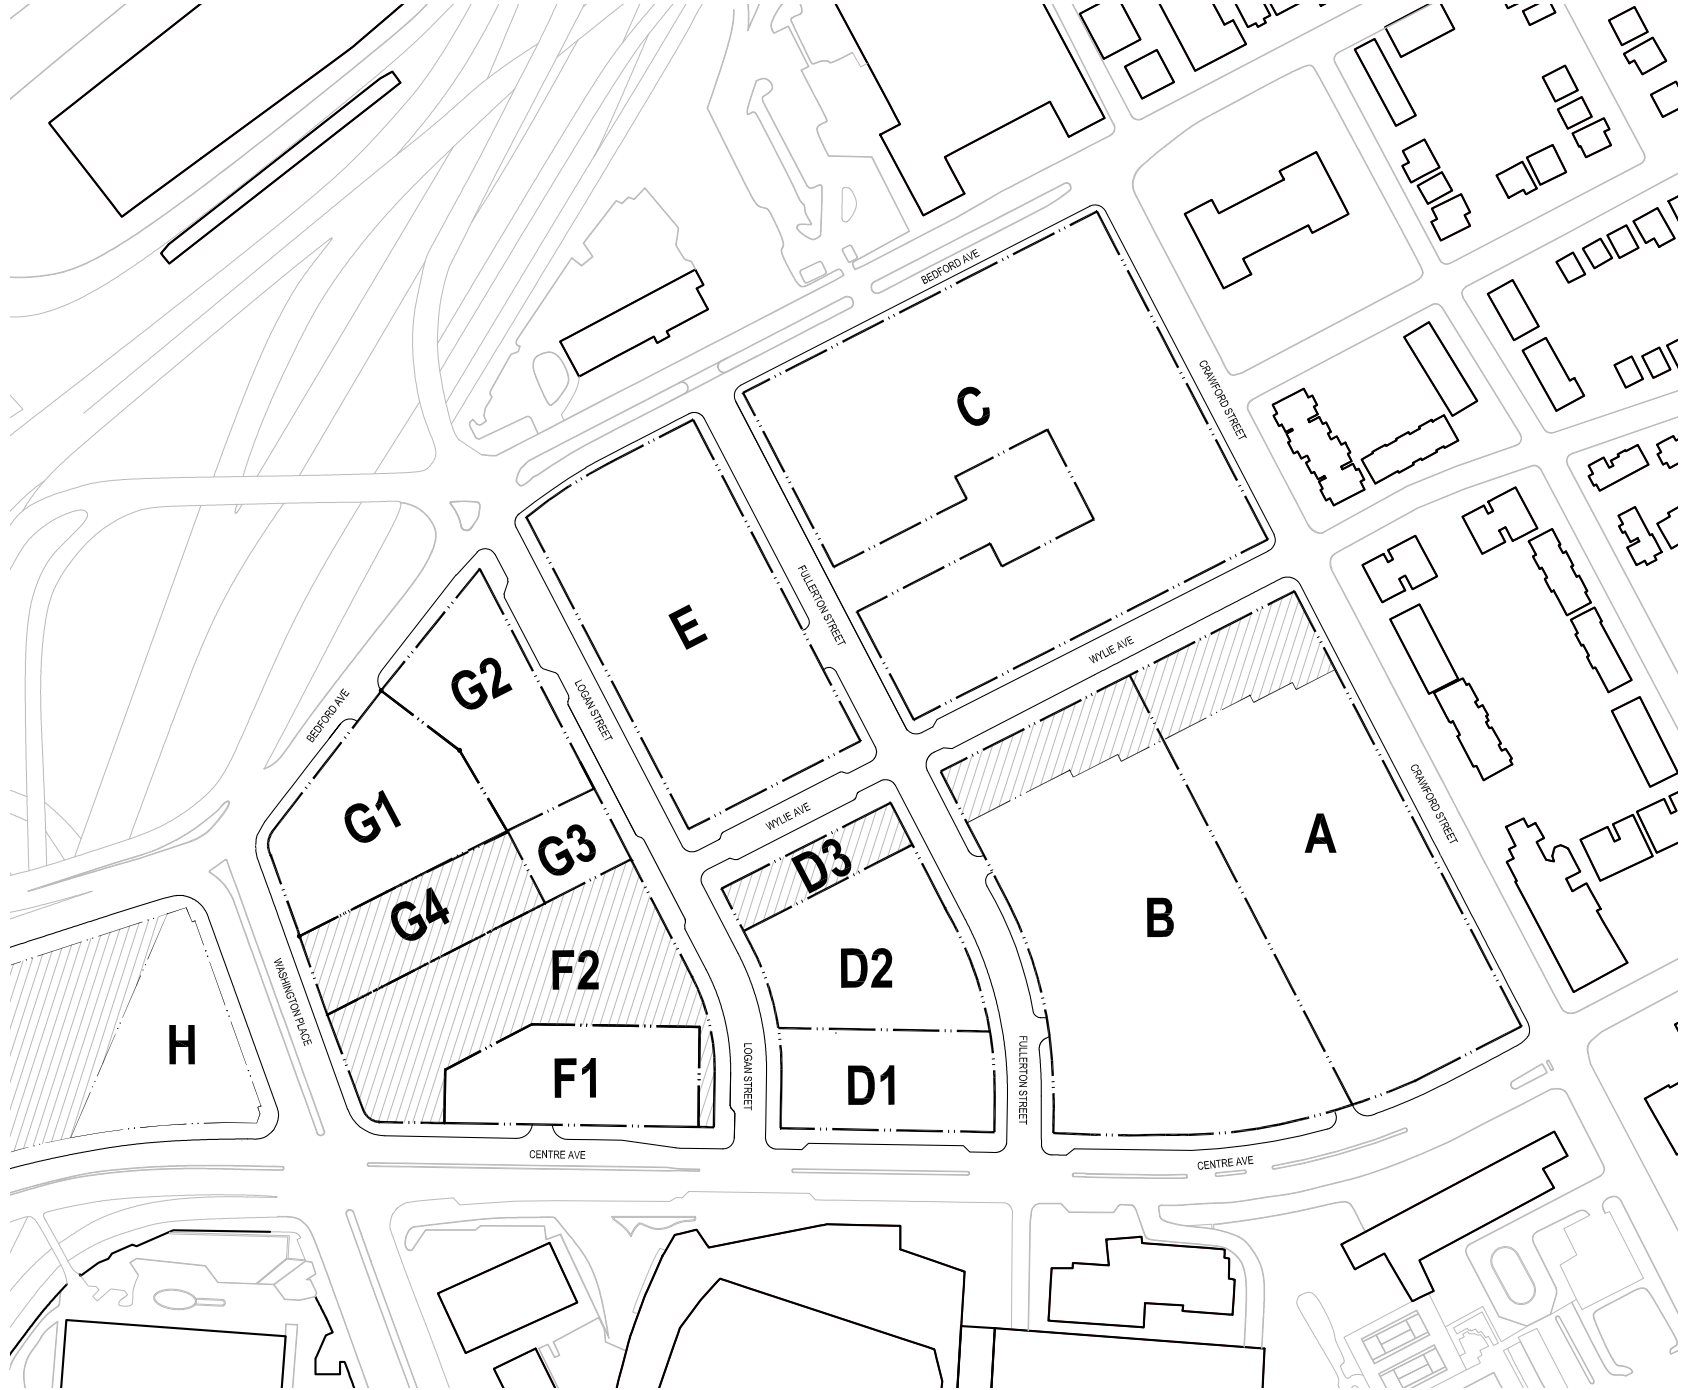 BEDFORD AVE
C
CRAWFORD STREET
FULLERTON STREET
E
WYLIE AVE
G2
LOGAN STREET
BEDFORD AVE
G1
G3
WYLIE AVE
D3
CRAWFORD STREET
A
G4
B
F2
D2
WASHINGTON PLACE
H
F1
LOGAN STREET
D1
FULLERTON STREET
CENTRE AVE
CENTRE AVE